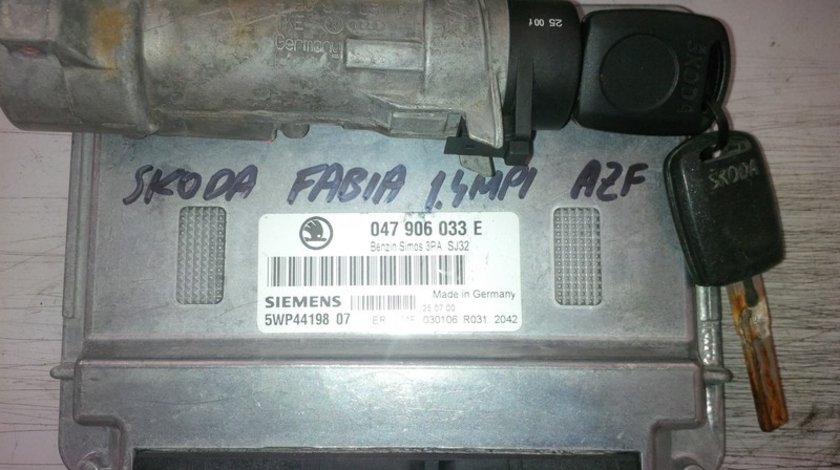 Germany
25 001
ŠKODA
ŠKODA
SKODA FABIA 1.4MPI AZF
047 906 033 E
Benzin Simos 3PA SJ32
Made in Germany
SIEMENS
25 07 00
5WP44198 07
030106 R031 2042